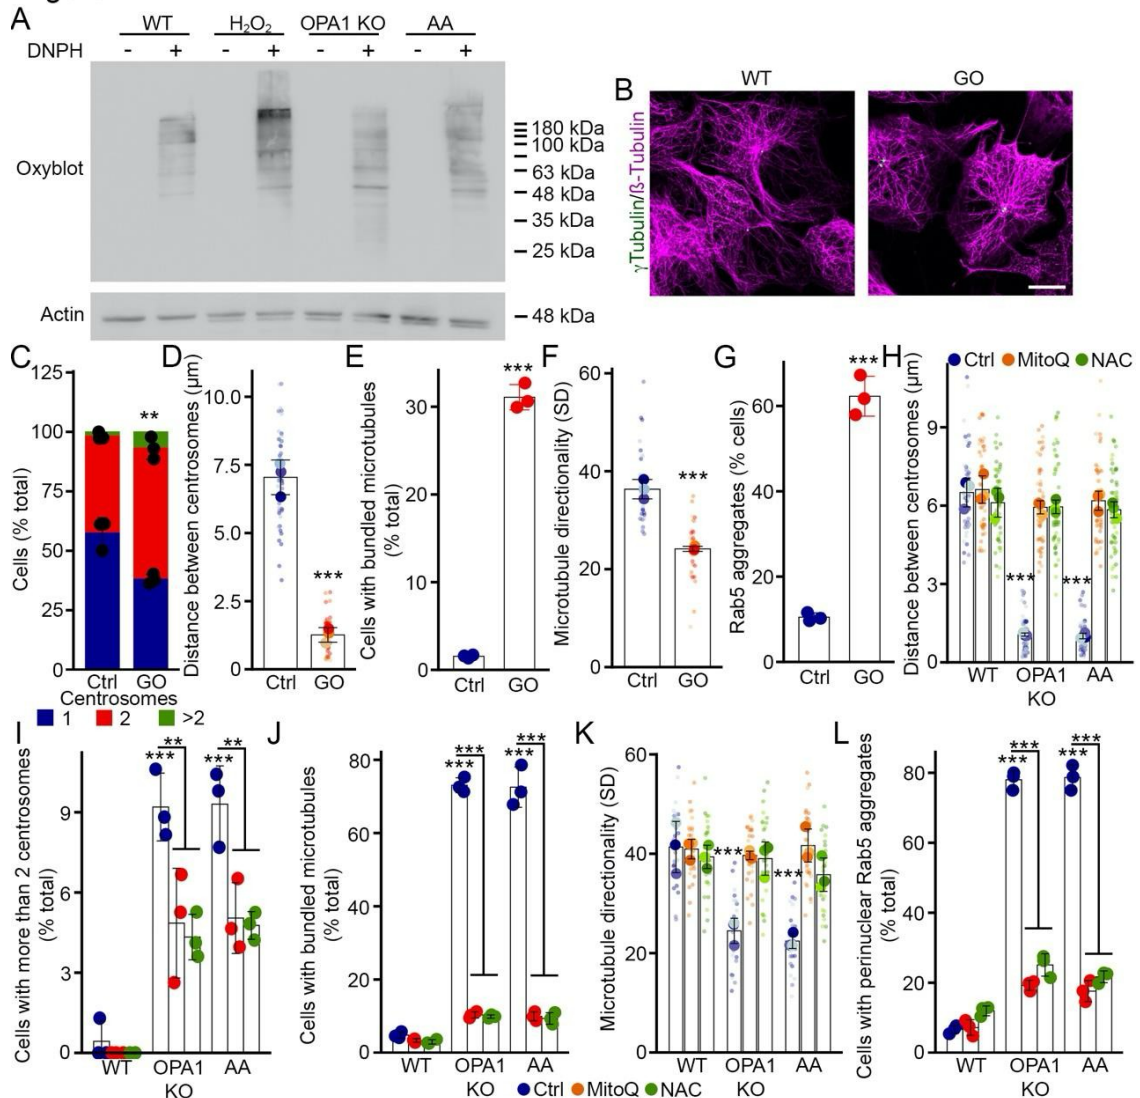 A
WT H2O2 OPA1 KO AA
DNPH - + - + - + - +
Oxyblot
180 kDa
100 kDa
63 kDa
48 kDa
35 kDa
25 kDa
Actin
48 kDa
B
WT GO
γTubulin/ß-Tubulin
C
Cells (% total)
125
100
75
50
25
0
**
Ctrl GO
Centrosomes
1 2 >2
D
Distance between centrosomes (µm)
10.0
7.5
5.0
2.5
0
***
Ctrl GO
E
Cells with bundled microtubules
(% total)
30
20
10
0
***
Ctrl GO
F
Microtubule directionality (SD)
60
40
20
0
***
Ctrl GO
G
Rab5 aggregates (% cells)
60
40
20
0
***
Ctrl GO
H
Ctrl MitoQ NAC
Distance between centrosomes (µm)
9
6
3
0
*** ***
WT OPA1 KO AA
I
Cells with more than 2 centrosomes
(% total)
9
6
3
0
** **
*** ***
WT OPA1 KO AA
J
Cells with bundled microtubules
(% total)
80
60
40
20
0
*** ***
*** ***
WT OPA1 KO AA
K
Microtubule directionality (SD)
60
40
20
0
*** ***
WT OPA1 KO AA
L
Cells with perinuclear Rab5 aggregates
(% total)
80
60
40
20
0
*** ***
*** ***
WT OPA1 KO AA
Ctrl MitoQ NAC